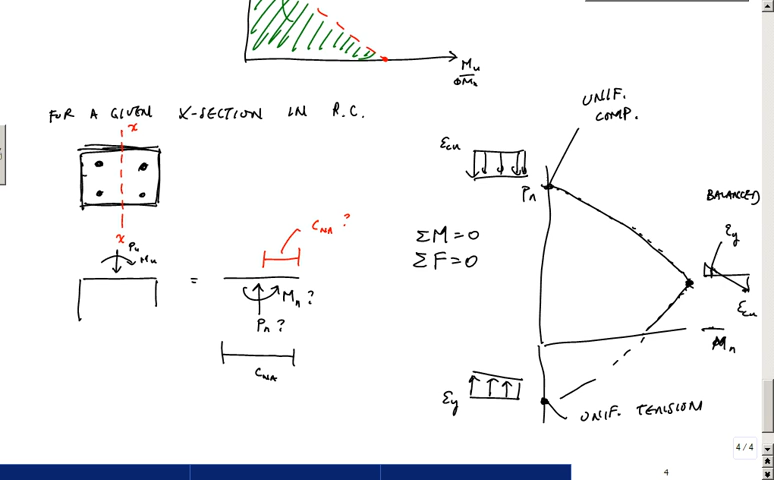 Mu
ΦMn
FOR A GIVEN X-SECTION IN R.C.
x
x
Pu
Mu
=
CNA?
Mn?
Pn?
CNA
ΣM=0
ΣF=0
UNIF.
COMP.
εcu
Pn
BALANCED
εy
εcu
Mn
εy
UNIF. TENSION
4/4
4